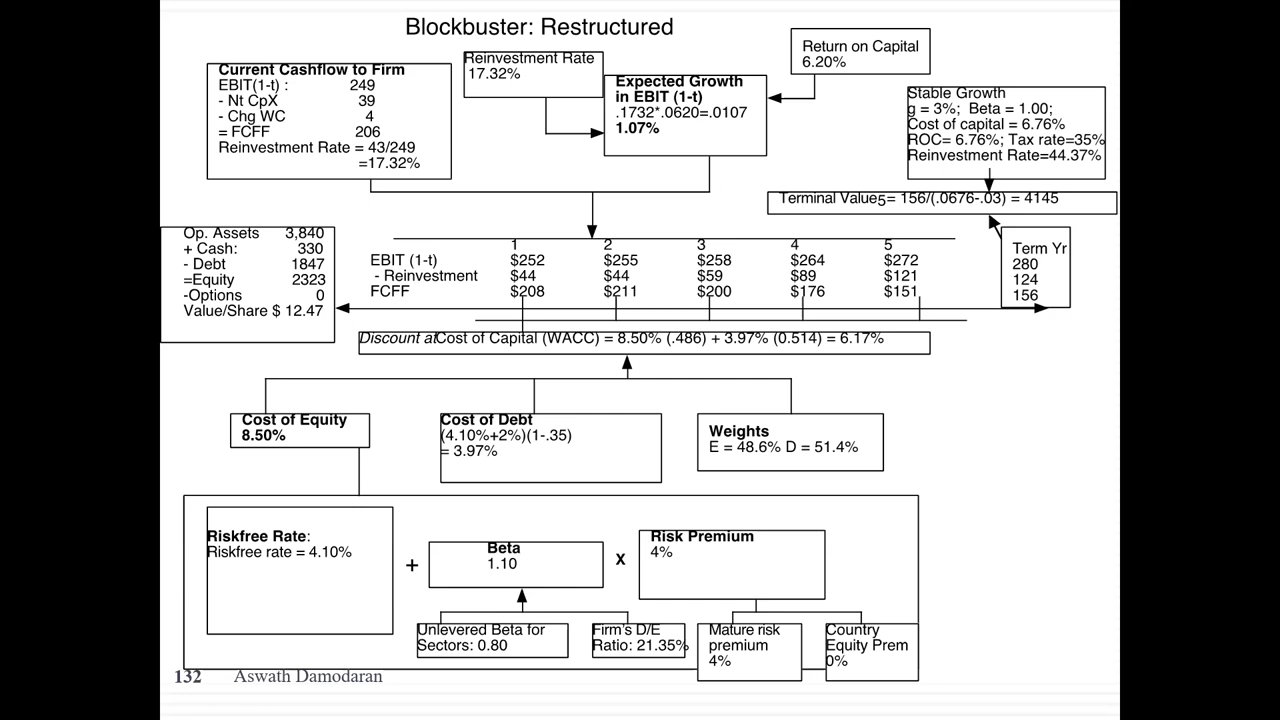 Blockbuster: Restructured
Current Cashflow to Firm
EBIT(1-t) : 249
- Nt CpX 39
- Chg WC 4
= FCFF 206
Reinvestment Rate = 43/249
=17.32%
Reinvestment Rate
17.32%
Expected Growth
in EBIT (1-t)
.1732*.0620=.0107
1.07%
Return on Capital
6.20%
Stable Growth
g = 3%; Beta = 1.00;
Cost of capital = 6.76%
ROC= 6.76%; Tax rate=35%
Reinvestment Rate=44.37%
Terminal Value5= 156/(.0676-.03) = 4145
Op. Assets 3,840
+ Cash: 330
- Debt 1847
=Equity 2323
-Options 0
Value/Share $ 12.47
1 2 3 4 5
EBIT (1-t) $252 $255 $258 $264 $272
- Reinvestment $44 $44 $59 $89 $121
FCFF $208 $211 $200 $176 $151
Term Yr
280
124
156
Discount at Cost of Capital (WACC) = 8.50% (.486) + 3.97% (0.514) = 6.17%
Cost of Equity
8.50%
Cost of Debt
(4.10%+2%)(1-.35)
= 3.97%
Weights
E = 48.6% D = 51.4%
Riskfree Rate:
Riskfree rate = 4.10%
+
Beta
1.10
X
Risk Premium
4%
Unlevered Beta for
Sectors: 0.80
Firm's D/E
Ratio: 21.35%
Mature risk
premium
4%
Country
Equity Prem
0%
132 Aswath Damodaran